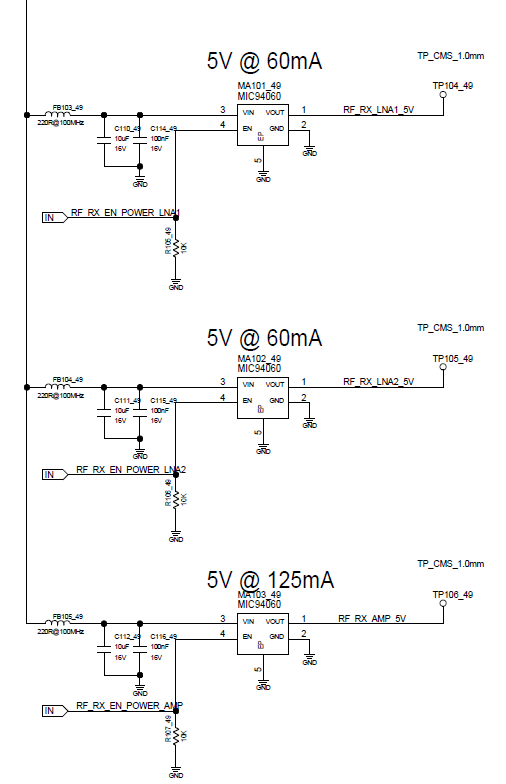 5V @ 60mA
TP_CMS_1.0mm
MA101_49
MIC94060
TP104_49
FB103_49
220R@100MHz
C110_49
10uF
16V
C114_49
100nF
16V
3
VIN
VOUT
1
RF_RX_LNA1_5V
4
EN
GND
2
EP
5
GND
GND
GND
IN
RF_RX_EN_POWER_LNA1
R105_49
10K
GND
5V @ 60mA
TP_CMS_1.0mm
MA102_49
MIC94060
TP105_49
FB104_49
220R@100MHz
C111_49
10uF
16V
C115_49
100nF
16V
3
VIN
VOUT
1
RF_RX_LNA2_5V
4
EN
GND
2
EP
5
GND
GND
GND
IN
RF_RX_EN_POWER_LNA2
R106_49
10K
GND
5V @ 125mA
TP_CMS_1.0mm
MA103_49
MIC94060
TP106_49
FB105_49
220R@100MHz
C112_49
10uF
16V
C116_49
100nF
16V
3
VIN
VOUT
1
RF_RX_AMP_5V
4
EN
GND
2
EP
5
GND
GND
GND
IN
RF_RX_EN_POWER_AMP
R107_49
10K
GND